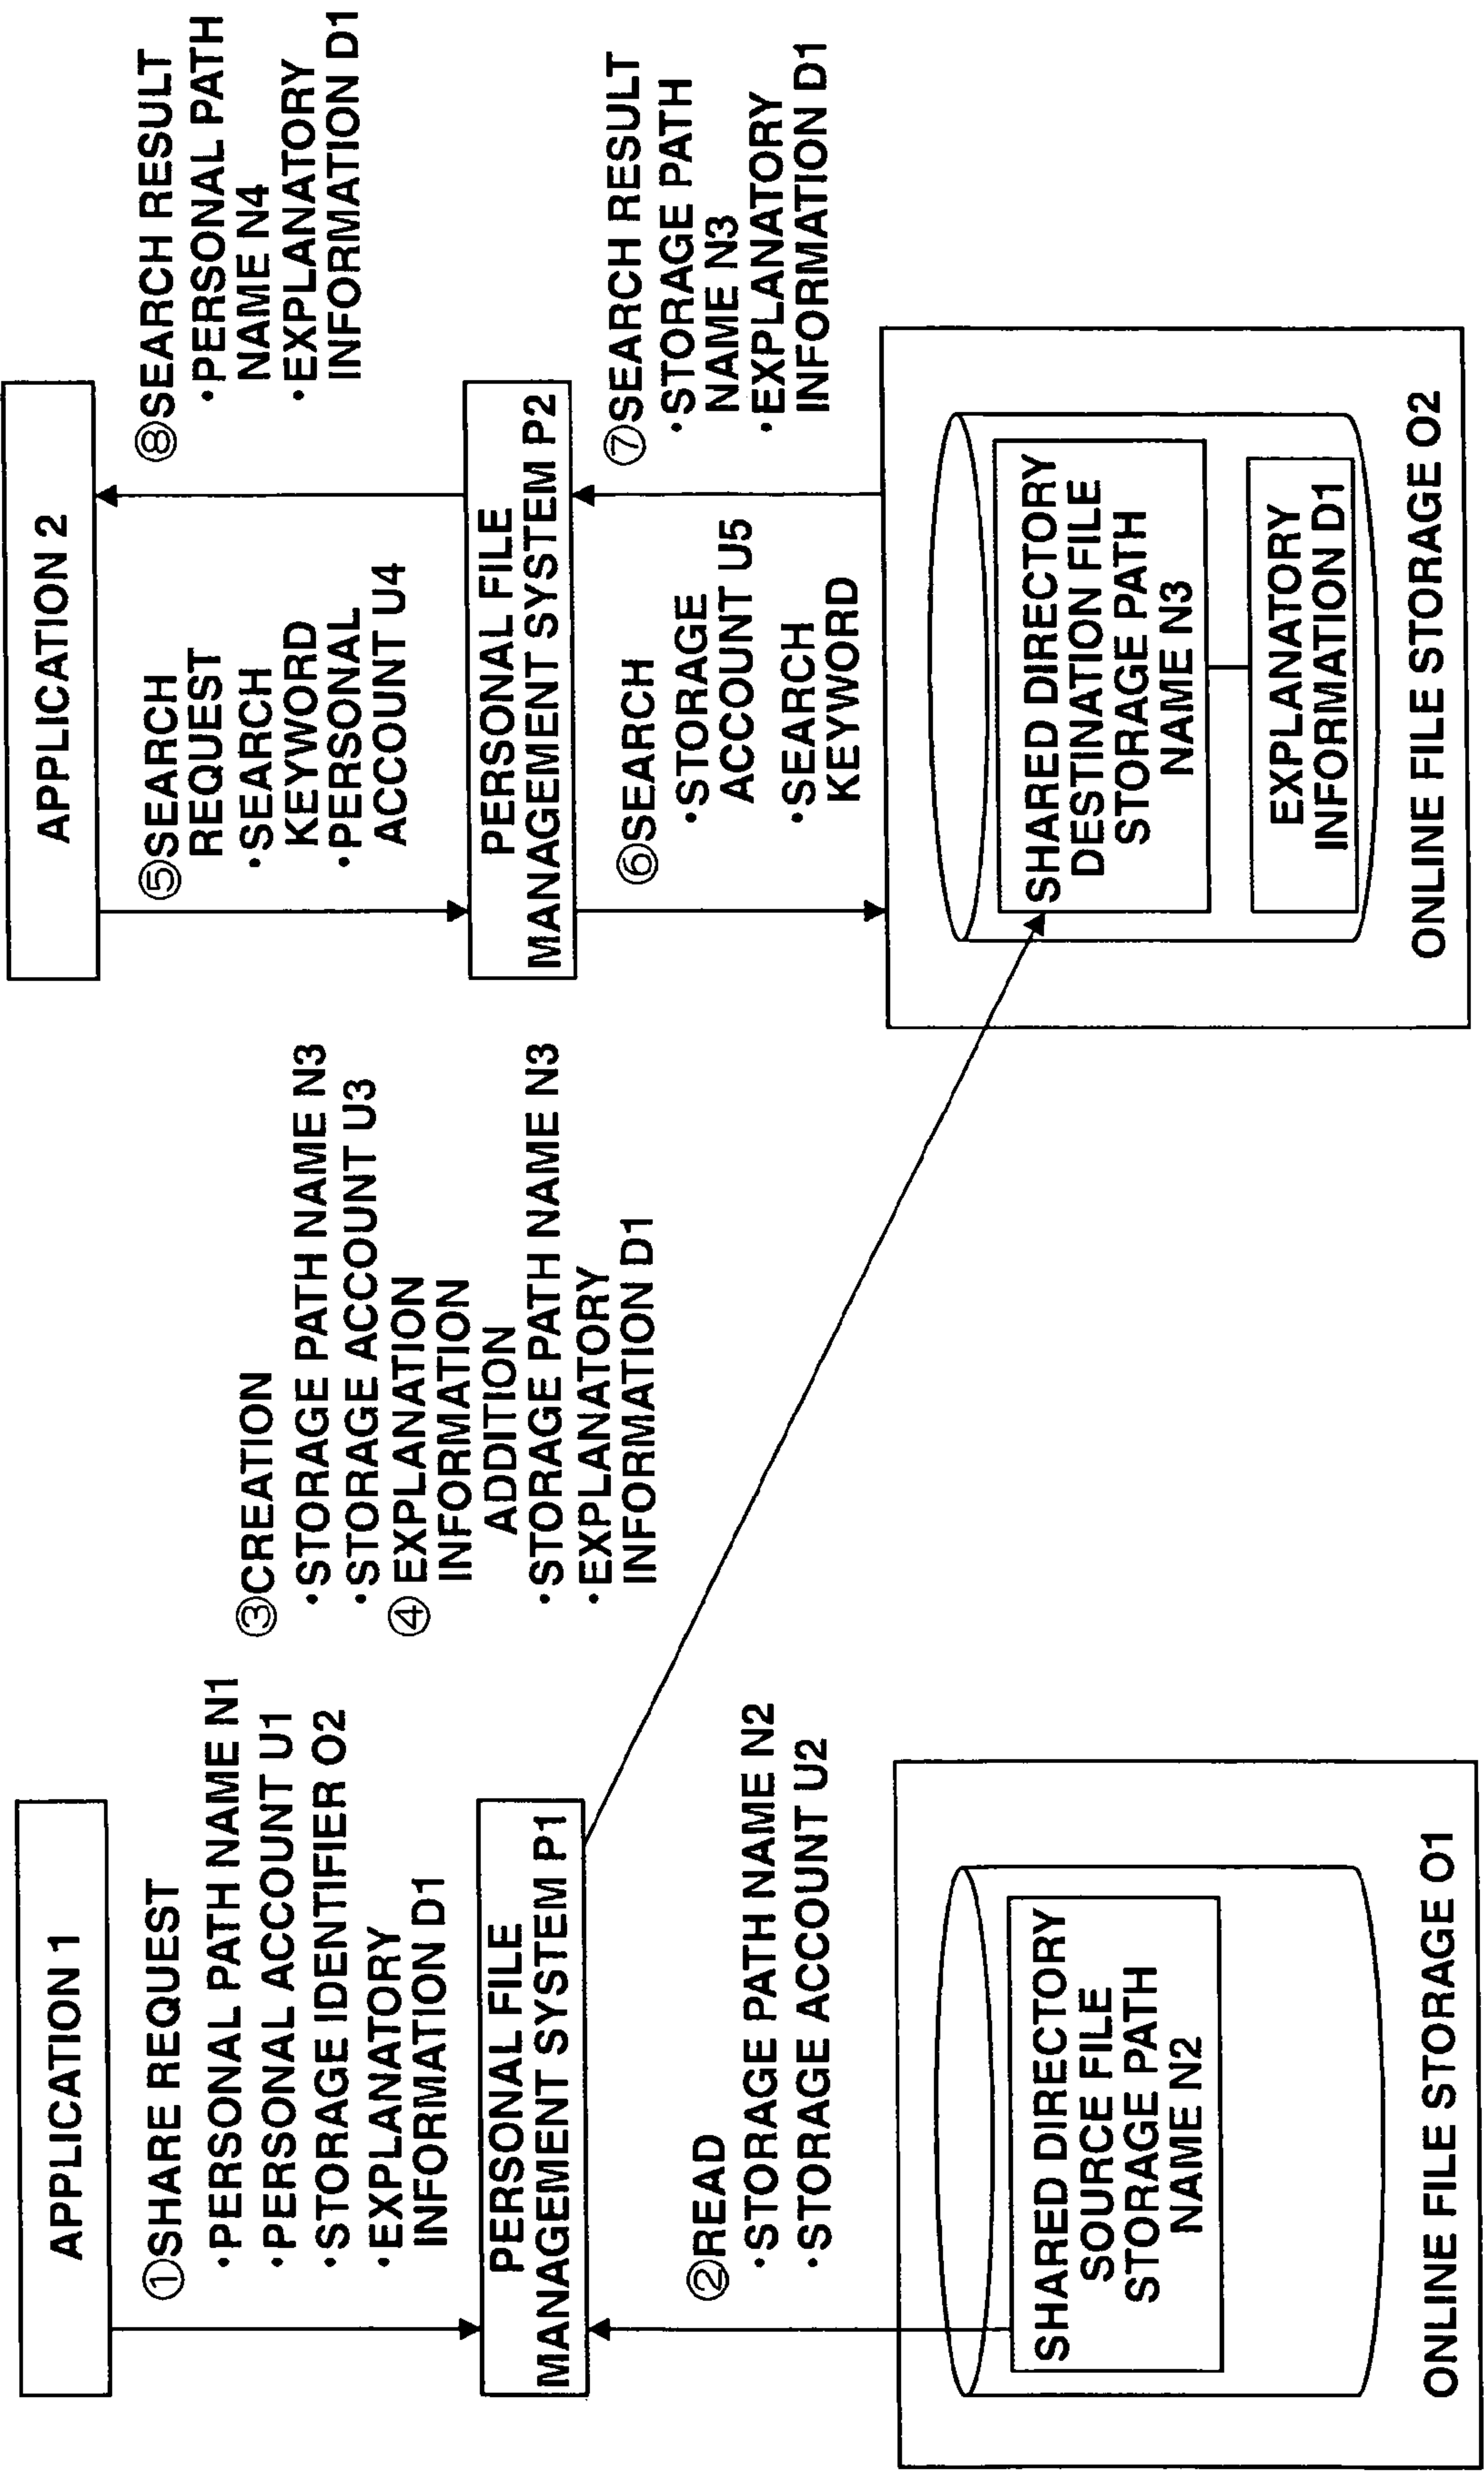 APPLICATION 1
①SHARE REQUEST
・PERSONAL PATH NAME N1
・PERSONAL ACCOUNT U1
・STORAGE IDENTIFIER O2
・EXPLANATORY
INFORMATION D1
PERSONAL FILE
MANAGEMENT SYSTEM P1
②READ
・STORAGE PATH NAME N2
・STORAGE ACCOUNT U2
SHARED DIRECTORY
SOURCE FILE
STORAGE PATH
NAME N2
ONLINE FILE STORAGE O1
③CREATION
・STORAGE PATH NAME N3
・STORAGE ACCOUNT U3
④EXPLANATION
INFORMATION
ADDITION
・STORAGE PATH NAME N3
・EXPLANATORY
INFORMATION D1
APPLICATION 2
⑤SEARCH
REQUEST
・SEARCH
KEYWORD
・PERSONAL
ACCOUNT U4
⑧SEARCH RESULT
・PERSONAL PATH
NAME N4
・EXPLANATORY
INFORMATION D1
PERSONAL FILE
MANAGEMENT SYSTEM P2
⑥SEARCH
・STORAGE
ACCOUNT U5
・SEARCH
KEYWORD
⑦SEARCH RESULT
・STORAGE PATH
NAME N3
・EXPLANATORY
INFORMATION D1
SHARED DIRECTORY
DESTINATION FILE
STORAGE PATH
NAME N3
EXPLANATORY
INFORMATION D1
ONLINE FILE STORAGE O2